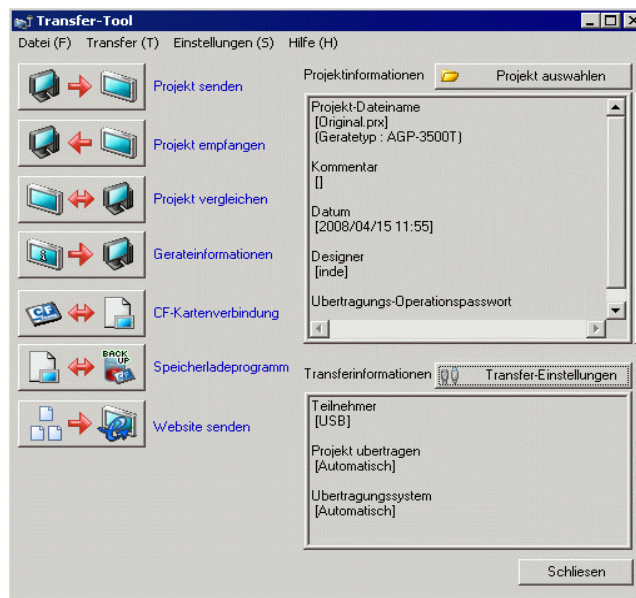 Transfer-Tool
Datei (F) Transfer (T) Einstellungen (S) Hilfe (H)
Projekt senden
Projekt empfangen
Projekt vergleichen
Gerateinformationen
CF-Kartenverbindung
BACK
UP
Speicherladeprogramm
Website senden
Projektinformationen
Projekt auswahlen
Projekt-Dateiname
[Original.prx]
(Geratetyp : AGP-3500T)
Kommentar
[]
Datum
[2008/04/15 11:55]
Designer
[inde]
Ubertragungs-Operationspasswort
Transferinformationen
Transfer-Einstellungen
Teilnehmer
[USB]
Projekt ubertragen
[Automatisch]
Ubertragungssystem
[Automatisch]
Schliesen